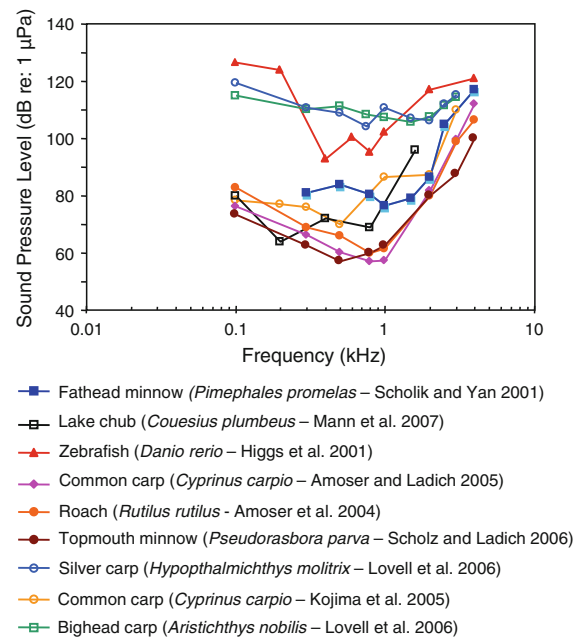 Sound Pressure Level (dB re: 1 µPa)
140
120
100
80
60
40
0.01
0.1
1
10
Frequency (kHz)
Fathead minnow (Pimephales promelas – Scholik and Yan 2001)
Lake chub (Couesius plumbeus – Mann et al. 2007)
Zebrafish (Danio rerio – Higgs et al. 2001)
Common carp (Cyprinus carpio – Amoser and Ladich 2005)
Roach (Rutilus rutilus - Amoser et al. 2004)
Topmouth minnow (Pseudorasbora parva – Scholz and Ladich 2006)
Silver carp (Hypopthalmichthys molitrix – Lovell et al. 2006)
Common carp (Cyprinus carpio – Kojima et al. 2005)
Bighead carp (Aristichthys nobilis – Lovell et al. 2006)